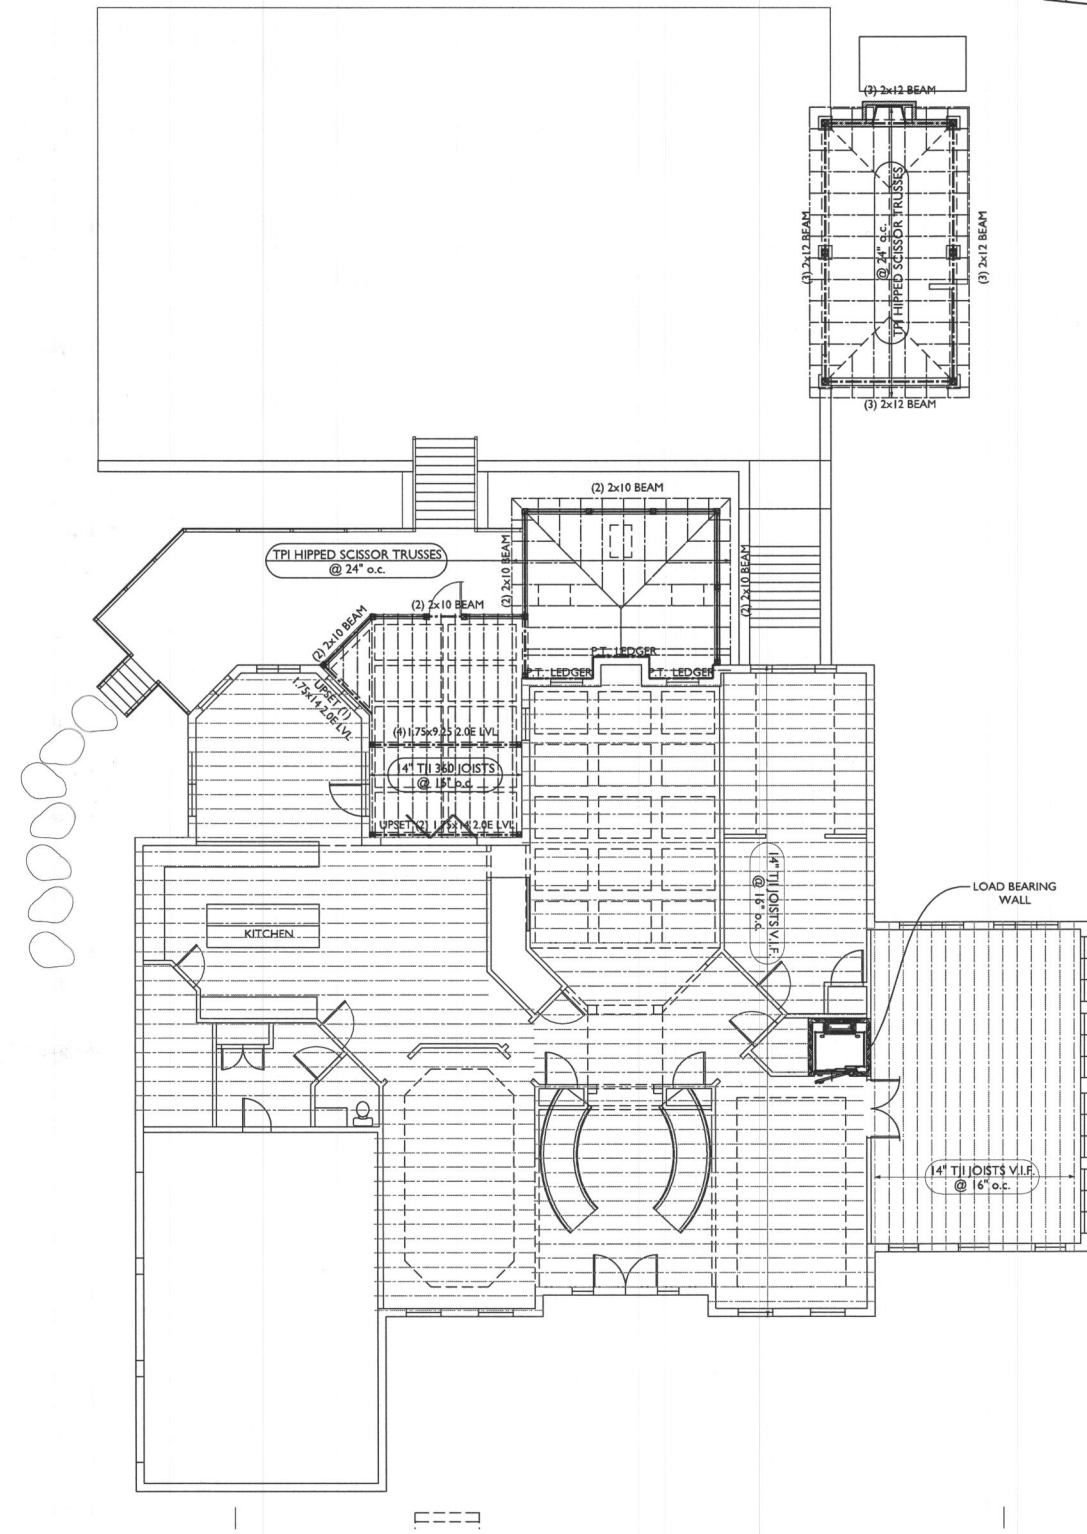 (3) 2x12 BEAM
(3) 2x12 BEAM
TPI HIPPED SCISSOR TRUSSES
@ 24" o.c.
(3) 2x12 BEAM
(3) 2x12 BEAM
(2) 2x10 BEAM
TPI HIPPED SCISSOR TRUSSES
@ 24" o.c.
(2) 2x10 BEAM
(2) 2x10 BEAM
(2) 2x10 BEAM
(2) 2x10 BEAM
P.T. LEDGER
P.T. LEDGER
P.T. LEDGER
UPSET (1)
1.75x14 2.0E LVL
(4) 1.75x9.25 2.0E LVL
14" TJI 360 JOISTS
@ 16" o.c.
UPSET (2) 1.75x14 2.0E LVL
14" TJI JOISTS V.I.F.
@ 16" o.c.
LOAD BEARING
WALL
KITCHEN
14" TJI JOISTS V.I.F.
@ 16" o.c.